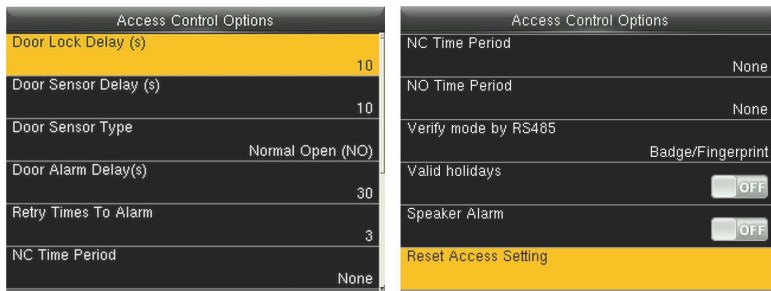 Access Control Options
Door Lock Delay (s)
10
Door Sensor Delay (s)
10
Door Sensor Type
Normal Open (NO)
Door Alarm Delay(s)
30
Retry Times To Alarm
3
NC Time Period
None
Access Control Options
NC Time Period
None
NO Time Period
None
Verify mode by RS485
Badge/Fingerprint
Valid holidays
OFF
Speaker Alarm
OFF
Reset Access Setting